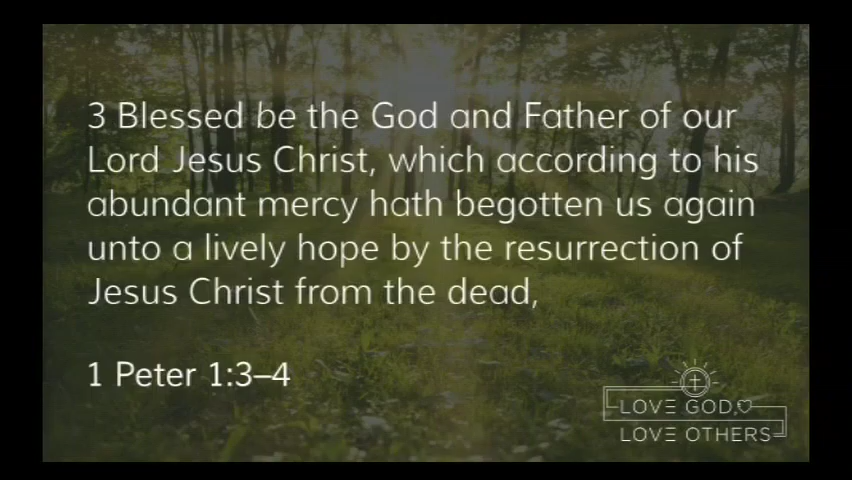 3 Blessed be the God and Father of our
Lord Jesus Christ, which according to his
abundant mercy hath begotten us again
unto a lively hope by the resurrection of
Jesus Christ from the dead,
1 Peter 1:3–4
LOVE GOD,
LOVE OTHERS